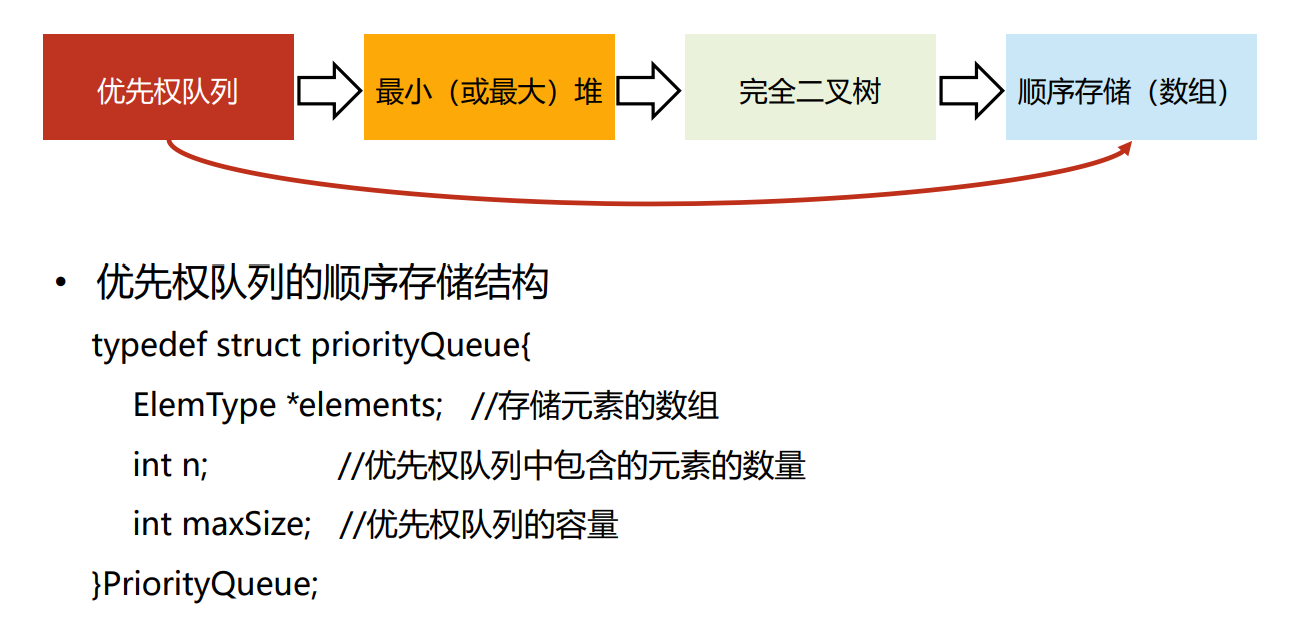 优先权队列
最小（或最大）堆
完全二叉树
顺序存储（数组）
• 优先权队列的顺序存储结构
typedef struct priorityQueue{
ElemType *elements; //存储元素的数组
int n; //优先权队列中包含的元素的数量
int maxSize; //优先权队列的容量
}PriorityQueue;